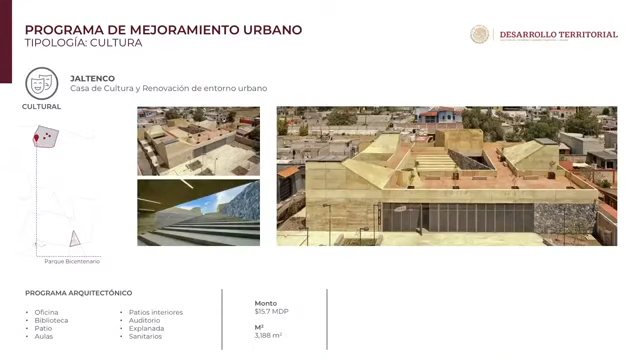 PROGRAMA DE MEJORAMIENTO URBANO
TIPOLOGÍA: CULTURA
DESARROLLO TERRITORIAL
JALTENCO
Casa de Cultura y Renovación de entorno urbano
CULTURAL
Parque Bicentenario
PROGRAMA ARQUITECTÓNICO
• Oficina
• Biblioteca
• Patio
• Aulas
• Patios interiores
• Auditorio
• Explanada
• Sanitarios
Monto
$15.7 MDP
M²
3,188 m²